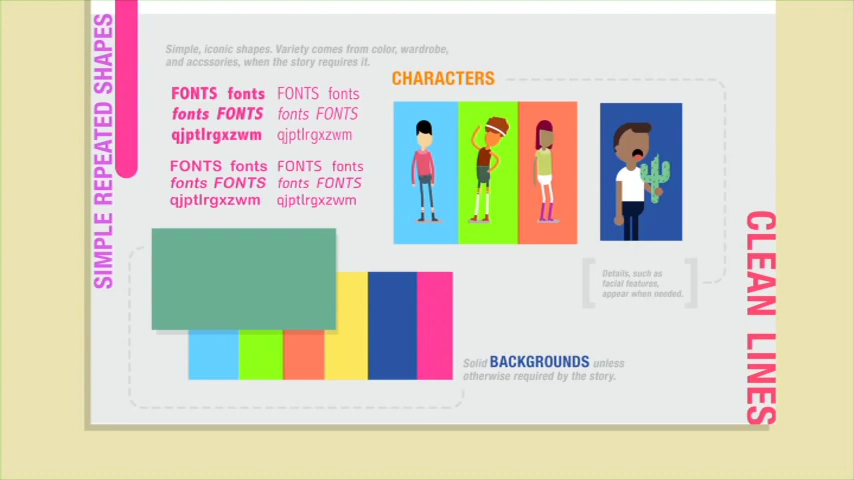 SIMPLE REPEATED SHAPES
Simple, iconic shapes. Variety comes from color, wardrobe,
and accssories, when the story requires it.
FONTS fonts FONTS fonts
fonts FONTS fonts FONTS
qjptlrgxzwm qjptlrgxzwm
FONTS fonts FONTS fonts
fonts FONTS fonts FONTS
qjptlrgxzwm qjptlrgxzwm
CHARACTERS
Details, such as
facial features,
appear when needed.
Solid BACKGROUNDS unless
otherwise required by the story.
CLEAN LINES